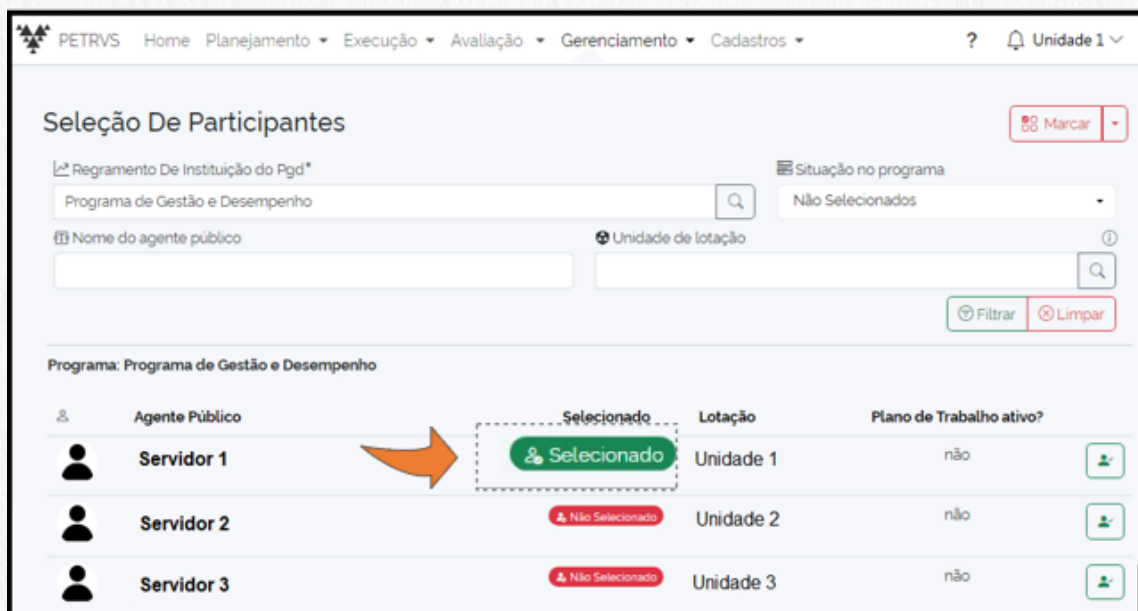 PETRVS Home Planejamento Execução Avaliação Gerenciamento Cadastros ? Unidade 1
Seleção De Participantes
Marcar
Regramento De Instituição do Pgd*
Situação no programa
Programa de Gestão e Desempenho
Não Selecionados
Nome do agente público
Unidade de lotação
Filtrar
Limpar
Programa: Programa de Gestão e Desempenho
Agente Público Selecionado Lotação Plano de Trabalho ativo?
Servidor 1 Selecionado Unidade 1 não
Servidor 2 Não Selecionado Unidade 2 não
Servidor 3 Não Selecionado Unidade 3 não